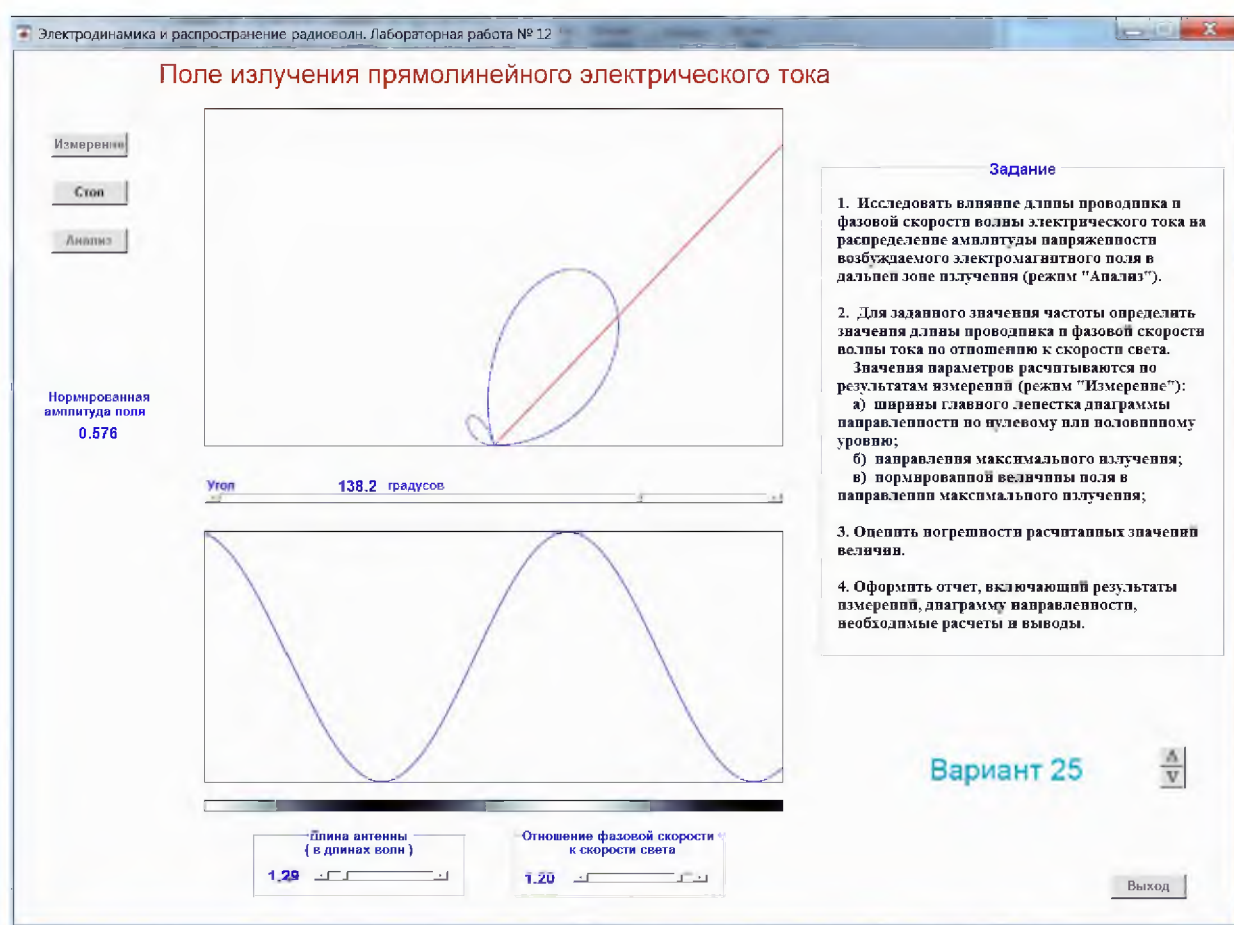 Электродинамика и распространение радиоволн. Лабораторная работа № 12
Поле излучения прямолинейного электрического тока
Измерение
Стоп
Анализ
Нормированная
амплитуда поля
0.576
Угол 138.2 градусов
Длина антенны
( в длинах волн )
1.29
Отношение фазовой скорости
к скорости света
1.20
Задание
1. Исследовать влияние длины проводника и
фазовой скорости волны электрического тока на
распределение амплитуды напряженности
возбуждаемого электромагнитного поля в
дальней зоне излучения (режим "Анализ").
2. Для заданного значения частоты определить
значения длины проводника и фазовой скорости
волны тока по отношению к скорости света.
Значения параметров расчитываются по
результатам измерений (режим "Измерение"):
а) ширины главного лепестка диаграммы
направленности по нулевому или половинному
уровню;
б) направления максимального излучения;
в) нормированной величины поля в
направлении максимального излучения;
3. Оценить погрешности расчитанных значений
величин.
4. Оформить отчет, включающий результаты
измерений, диаграмму направленности,
необходимые расчеты и выводы.
Вариант 25
Λ
V
Выход